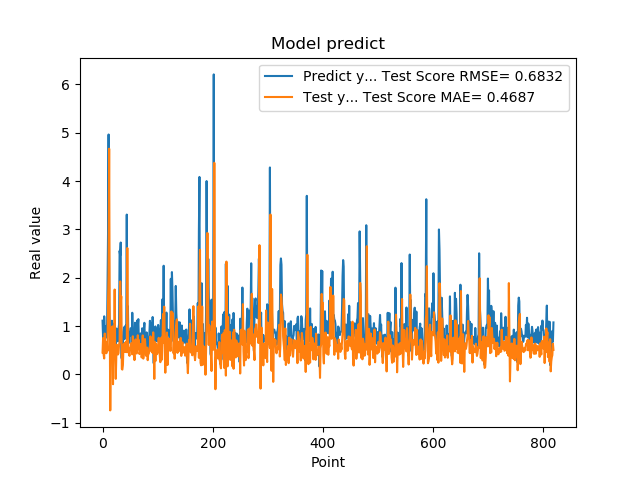 Model predict
Predict y... Test Score RMSE= 0.6832
Test y... Test Score MAE= 0.4687
6
5
4
3
2
1
0
−1
Real value
0 200 400 600 800
Point